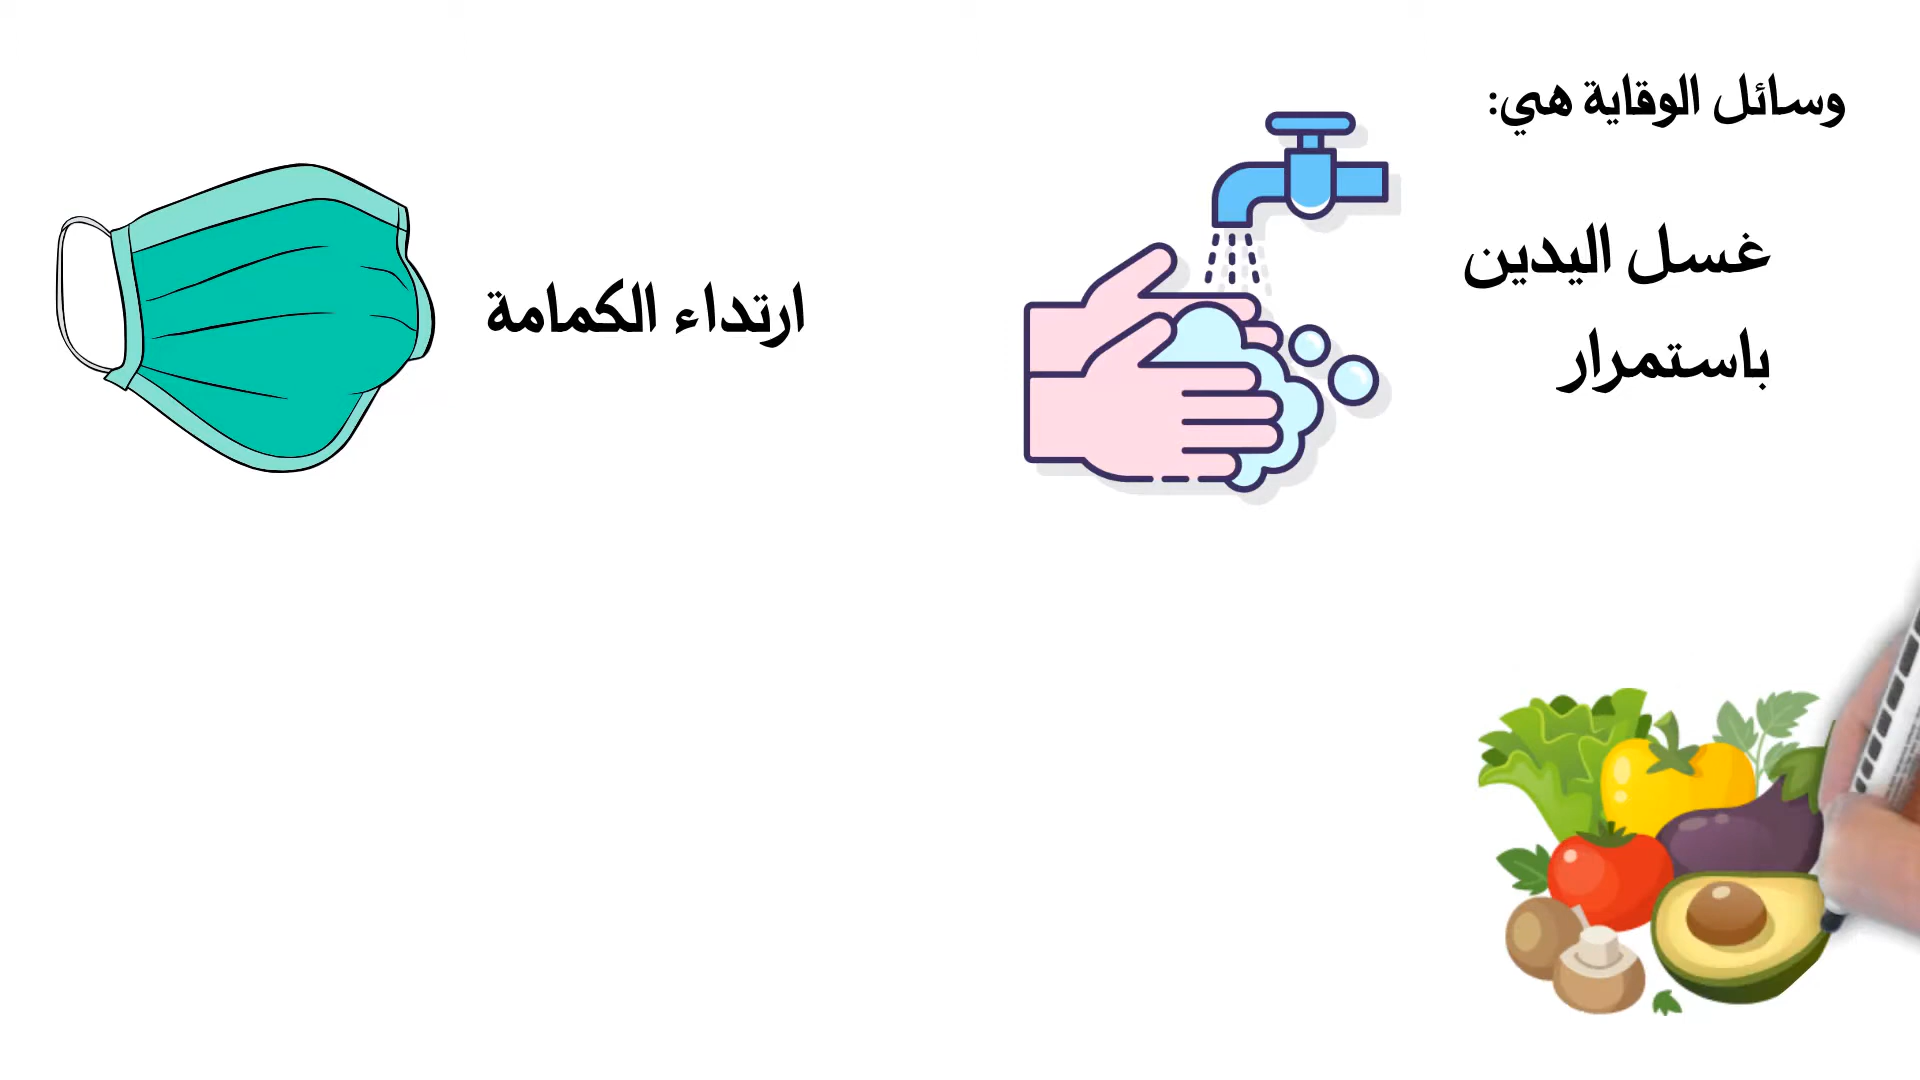 وسائل الوقاية هي:
غسل اليدين
باستمرار
ارتداء الكمامة